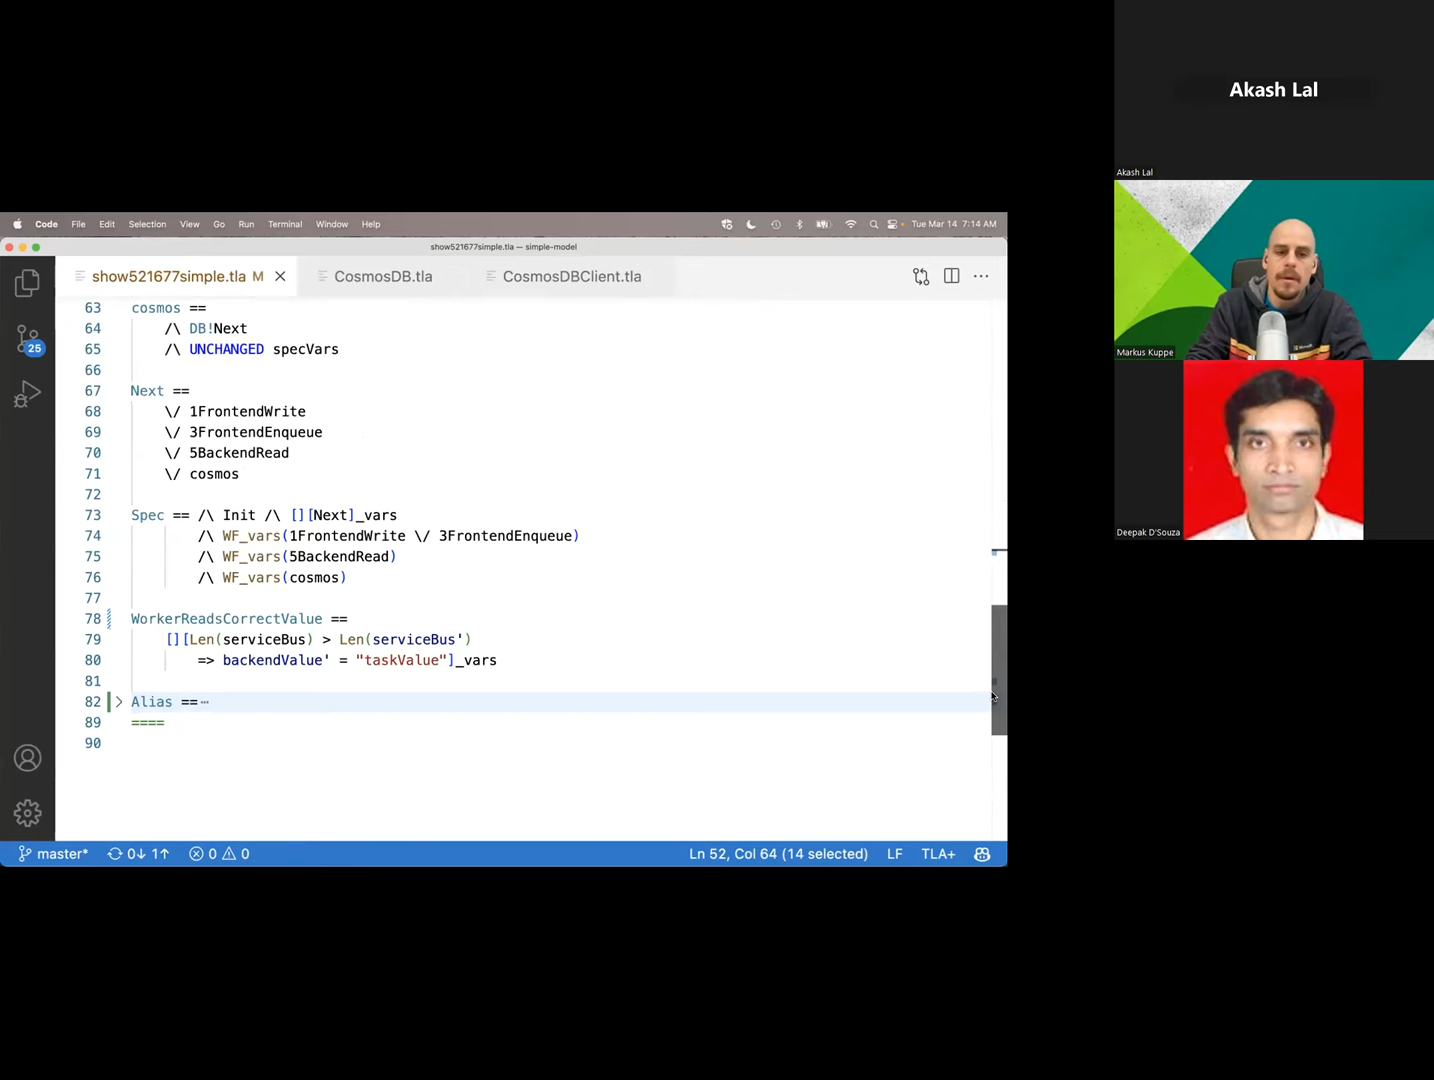 Akash Lal
Akash Lal
Markus Kuppe
Deepak D'Souza
Code File Edit Selection View Go Run Terminal Window Help Tue Mar 14 7:14 AM
show521677simple.tla — simple-model
show521677simple.tla M CosmosDB.tla CosmosDBClient.tla
63 cosmos ==
64 /\ DB!Next
65 /\ UNCHANGED specVars
66
67 Next ==
68 \/ 1FrontendWrite
69 \/ 3FrontendEnqueue
70 \/ 5BackendRead
71 \/ cosmos
72
73 Spec == /\ Init /\ [][Next]_vars
74 /\ WF_vars(1FrontendWrite \/ 3FrontendEnqueue)
75 /\ WF_vars(5BackendRead)
76 /\ WF_vars(cosmos)
77
78 WorkerReadsCorrectValue ==
79 [][Len(serviceBus) > Len(serviceBus')
80 => backendValue' = "taskValue"]_vars
81
82 Alias ==…
89 ====
90
25
master* 0↓ 1↑ 0 0 Ln 52, Col 64 (14 selected) LF TLA+